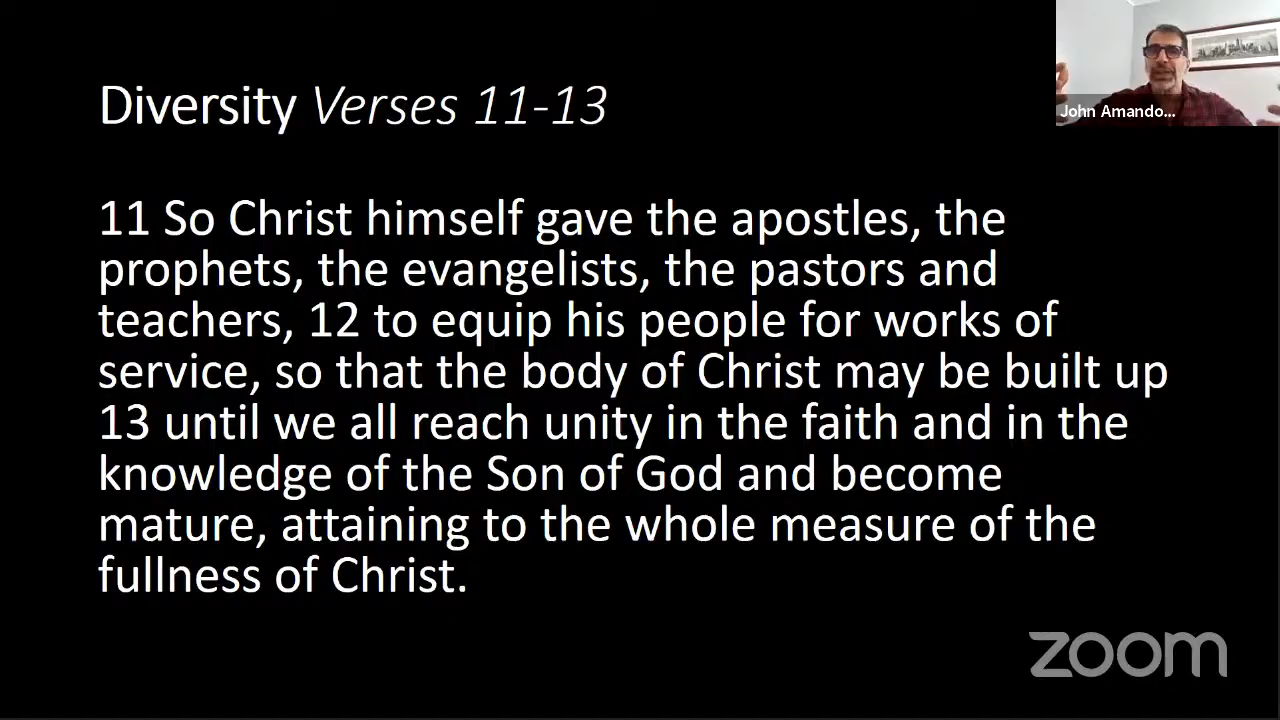 Diversity Verses 11-13
John Amando...
11 So Christ himself gave the apostles, the
prophets, the evangelists, the pastors and
teachers, 12 to equip his people for works of
service, so that the body of Christ may be built up
13 until we all reach unity in the faith and in the
knowledge of the Son of God and become
mature, attaining to the whole measure of the
fullness of Christ.
zoom